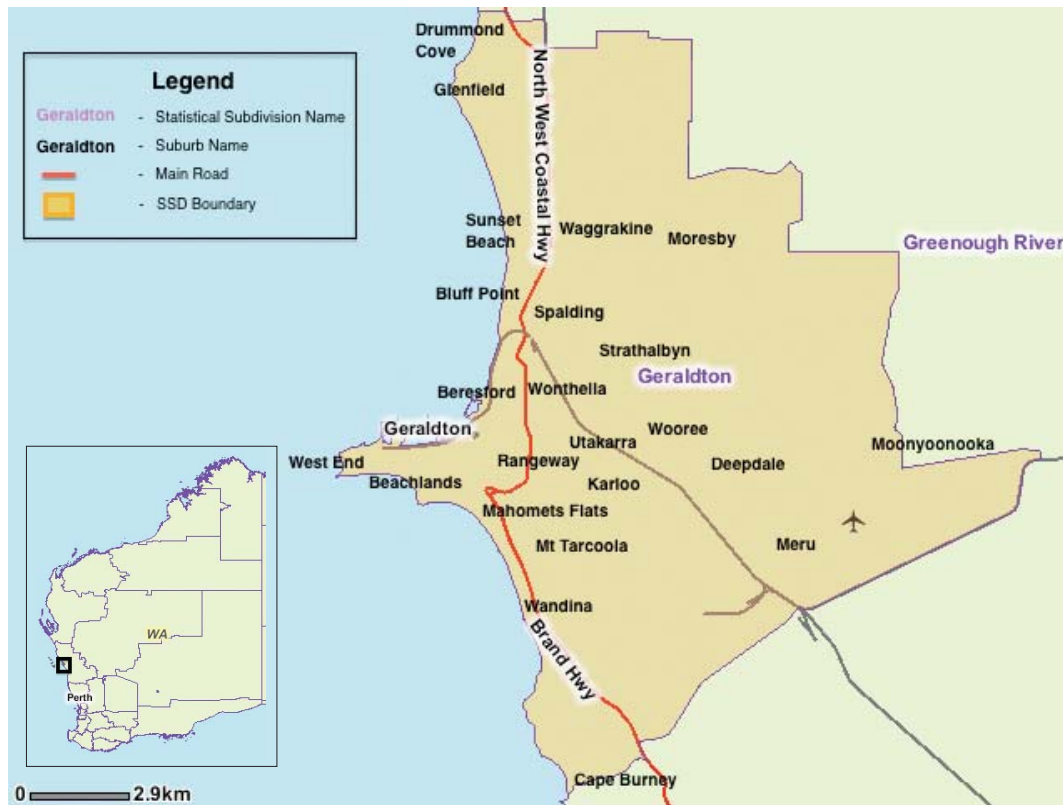 Drummond
Cove
Legend
Geraldton - Statistical Subdivision Name
Geraldton - Suburb Name
- Main Road
- SSD Boundary
North West Coastal Hwy
Glenfield
Sunset
Beach
Waggrakine
Moresby
Greenough River
Bluff Point
Spalding
Strathalbyn
Geraldton
Beresford
Wonthella
Geraldton
Utakarra
Wooree
Moonyoonooka
West End
Rangeway
Deepdale
Beachlands
Karloo
Mahomets Flats
Mt Tarcoola
Meru
Wandina
Brand Hwy
WA
Perth
Cape Burney
0 2.9km